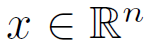 x ∈ ℝⁿ